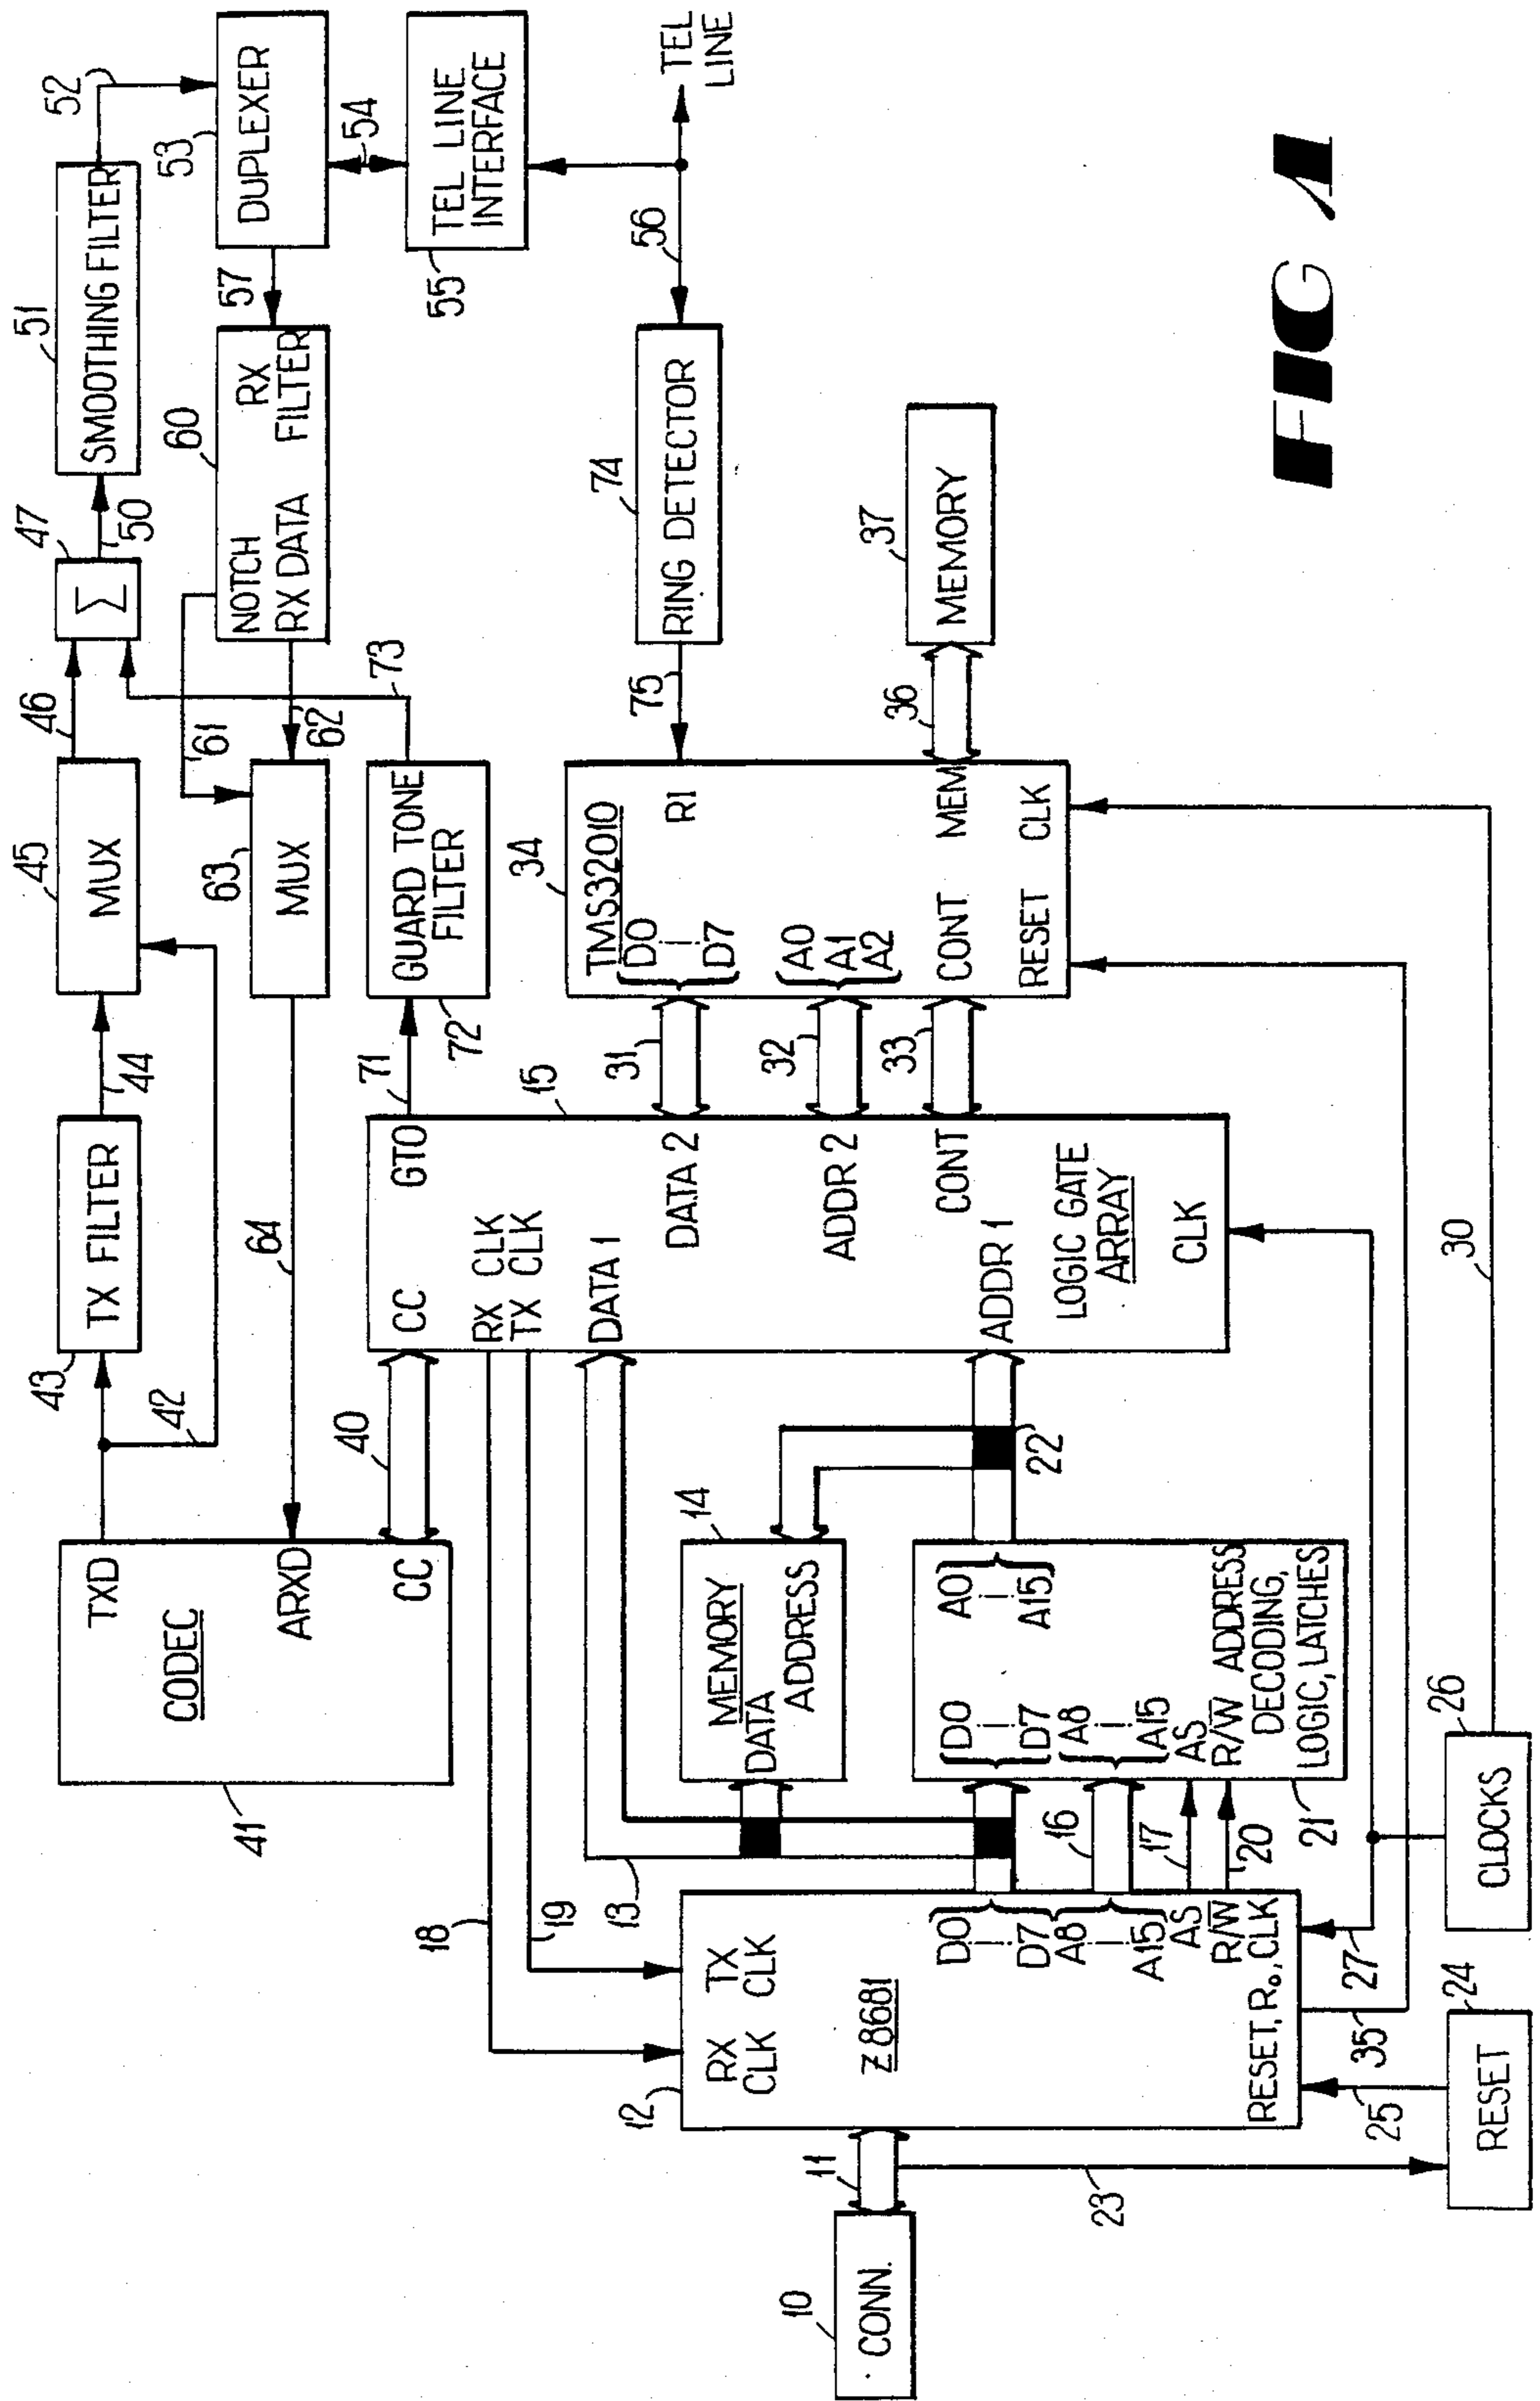 41
CODEC
TXD
ARXD
CC
42
43
TX FILTER
44
45
MUX
46
47
Σ
50
51
SMOOTHING FILTER
52
53
DUPLEXER
54
55
TEL LINE
INTERFACE
56
TEL
LINE
57
60
NOTCH RX
RX DATA FILTER
61
62
63
MUX
64
40
71
72
GUARD TONE
FILTER
73
74
RING DETECTOR
75
18
19
13
14
MEMORY
DATA
ADDRESS
15
CC GTO
RX CLK
TX CLK
DATA 1
DATA 2
ADDR 2
CONT
ADDR 1
LOGIC GATE
ARRAY
CLK
22
31
32
33
34
TMS32010
D0
D7
RI
A0
A1
A2
CONT MEM
RESET CLK
36
37
MEMORY
10
CONN.
11
12
RX
CLK
TX
CLK
Z8681
D0
D7
A8
A15
AS
R/W̅
RESET, R₀, CLK
16
17
20
21
D0
D7
A8
A15
AS
R/W̅ ADDRESS
DECODING,
LOGIC, LATCHES
A0
A15
23
24
RESET
25
35
27
26
CLOCKS
30
FIG A